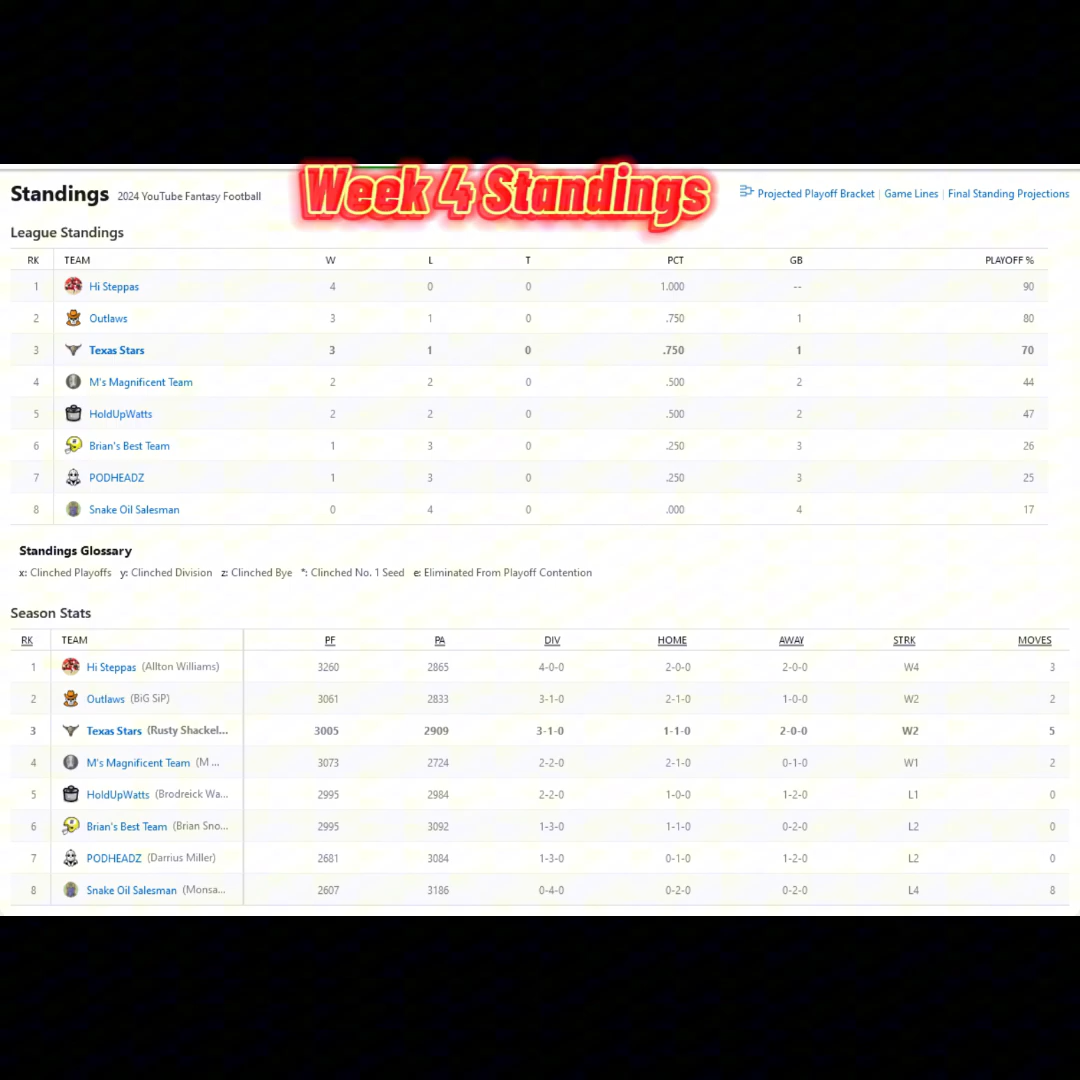 Week 4 Standings
Standings 2024 YouTube Fantasy Football Projected Playoff Bracket | Game Lines | Final Standing Projections
League Standings
RK TEAM W L T PCT GB PLAYOFF %
1 Hi Steppas 4 0 0 1.000 -- 90
2 Outlaws 3 1 0 .750 1 80
3 Texas Stars 3 1 0 .750 1 70
4 M's Magnificent Team 2 2 0 .500 2 44
5 HoldUpWatts 2 2 0 .500 2 47
6 Brian's Best Team 1 3 0 .250 3 26
7 PODHEADZ 1 3 0 .250 3 25
8 Snake Oil Salesman 0 4 0 .000 4 17
Standings Glossary
x: Clinched Playoffs y: Clinched Division z: Clinched Bye *: Clinched No. 1 Seed e: Eliminated From Playoff Contention
Season Stats
RK TEAM PF PA DIV HOME AWAY STRK MOVES
1 Hi Steppas (Allton Williams) 3260 2865 4-0-0 2-0-0 2-0-0 W4 3
2 Outlaws (BiG SiP) 3061 2833 3-1-0 2-1-0 1-0-0 W2 2
3 Texas Stars (Rusty Shackel... 3005 2909 3-1-0 1-1-0 2-0-0 W2 5
4 M's Magnificent Team (M ... 3073 2724 2-2-0 2-1-0 0-1-0 W1 2
5 HoldUpWatts (Brodreick Wa... 2995 2984 2-2-0 1-0-0 1-2-0 L1 0
6 Brian's Best Team (Brian Sno... 2995 3092 1-3-0 1-1-0 0-2-0 L2 0
7 PODHEADZ (Darrius Miller) 2681 3084 1-3-0 0-1-0 1-2-0 L2 0
8 Snake Oil Salesman (Monsa... 2607 3186 0-4-0 0-2-0 0-2-0 L4 8